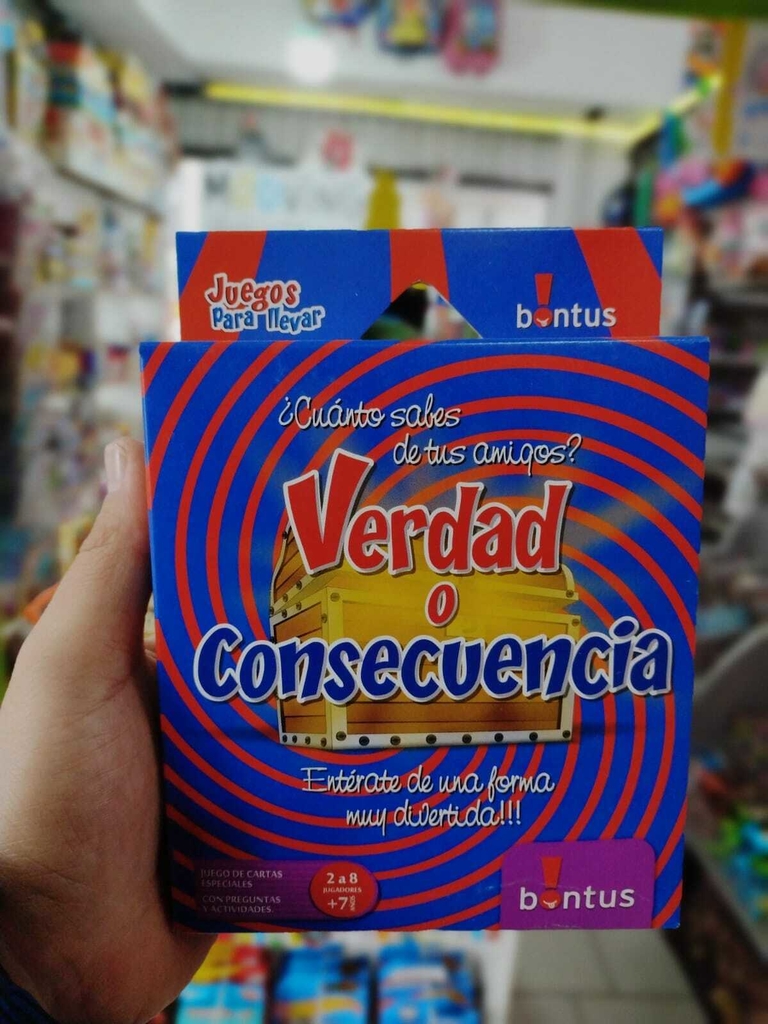 Juegos
Para llevar
bontus
¿Cuánto sabes
de tus amigos?
Verdad
o
Consecuencia
Entérate de una forma
muy divertida!!!
JUEGO DE CARTAS
ESPECIALES
CON PREGUNTAS
Y ACTIVIDADES.
2 a 8
JUGADORES
+7 años
bontus